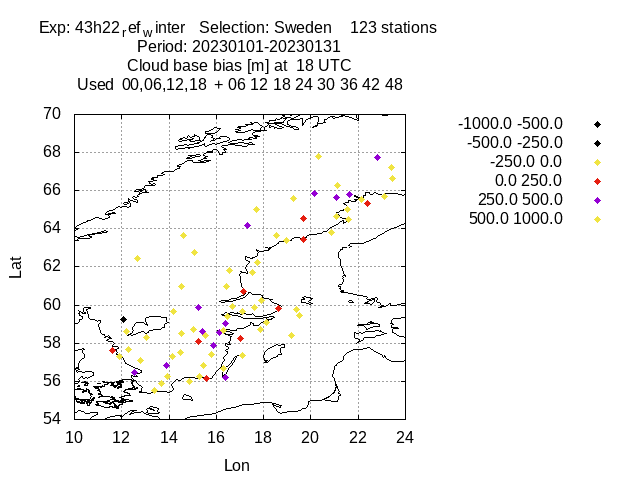 Exp: 43h22refwinter   Selection: Sweden    123 stations
Period: 20230101-20230131
Cloud base bias [m] at  18 UTC
Used  00,06,12,18  + 06 12 18 24 30 36 42 48
-1000.0 -500.0
-500.0 -250.0
-250.0 0.0
0.0 250.0
250.0 500.0
500.0 1000.0
70
68
66
64
62
60
58
56
54
Lat
10 12 14 16 18 20 22 24
Lon